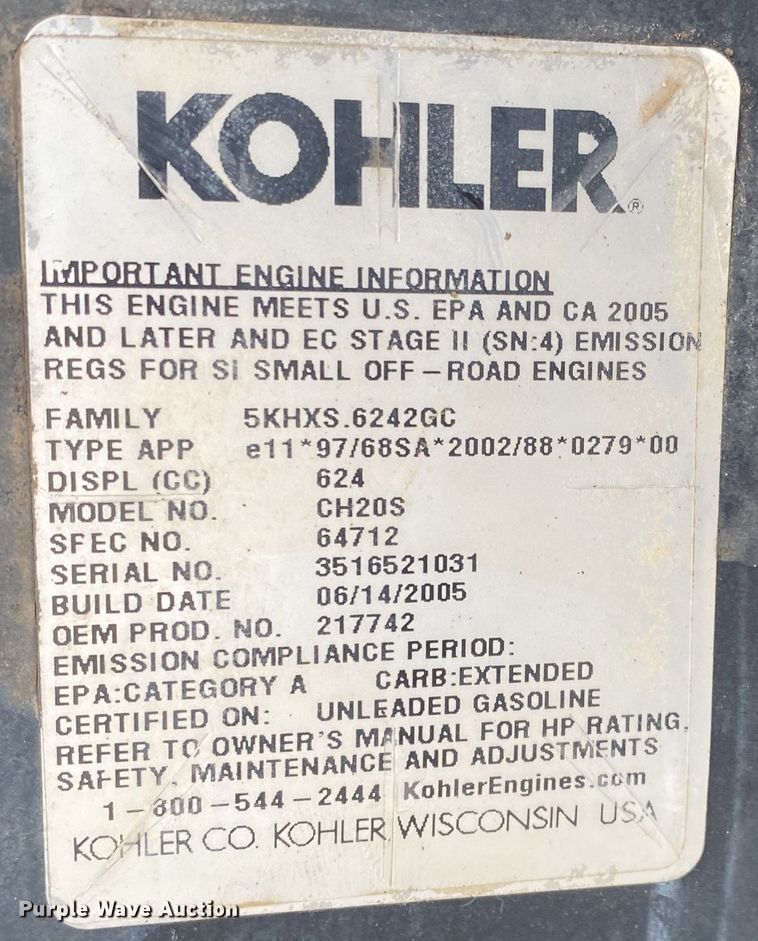 KOHLER®
IMPORTANT ENGINE INFORMATION
THIS ENGINE MEETS U.S. EPA AND CA 2005
AND LATER AND EC STAGE II (SN:4) EMISSION
REGS FOR SI SMALL OFF-ROAD ENGINES
FAMILY 5KHXS.6242GC
TYPE APP e11*97/68SA*2002/88*0279*00
DISPL (CC) 624
MODEL NO. CH20S
SPEC NO. 64712
SERIAL NO. 3516521031
BUILD DATE 06/14/2005
OEM PROD. NO. 217742
EMISSION COMPLIANCE PERIOD:
EPA:CATEGORY A CARB:EXTENDED
CERTIFIED ON: UNLEADED GASOLINE
REFER TO OWNER'S MANUAL FOR HP RATING,
SAFETY, MAINTENANCE AND ADJUSTMENTS
1-800-544-2444 KohlerEngines.com
KOHLER CO. KOHLER, WISCONSIN USA
Purple Wave Auction